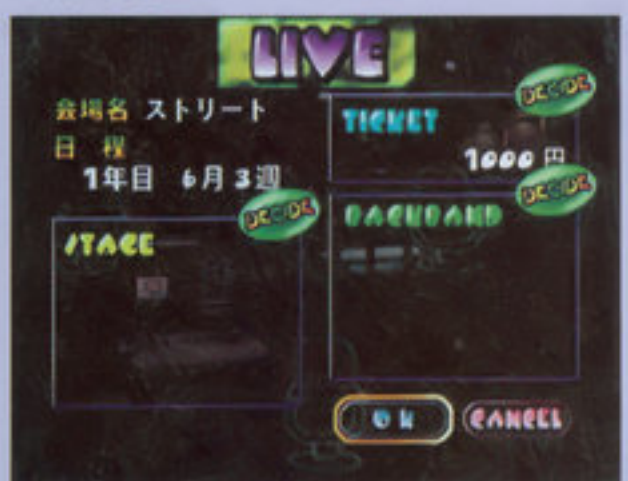 LIVE
会場名 ストリート
日 程
1年目 6月3週
DECIDE
TICKET
1000 円
DECIDE
STAGE
DECIDE
BACKBAND
OK
CANCEL